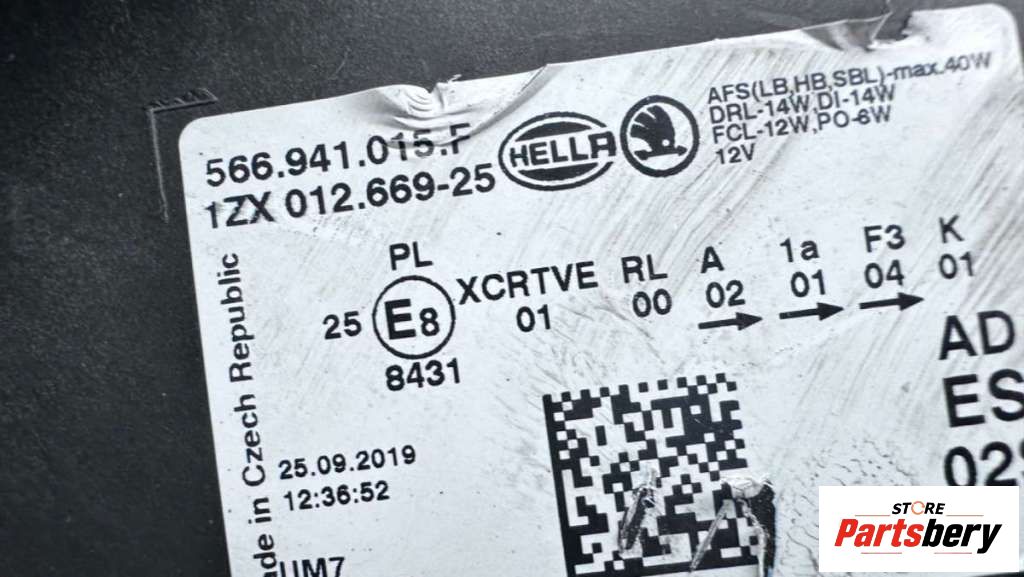 566.941.015.F
1ZX 012.669-25
HELLA
AFS(LB,HB,SBL)-max.40W
DRL-14W,DI-14W
FCL-12W,PO-6W
12V
PL
25 E8
8431
XCRTVE RL A 1a F3 K
01 00 02 01 04 01
Made in Czech Republic
25.09.2019
12:36:52
UM7
AD
ES
STORE
Partsbery